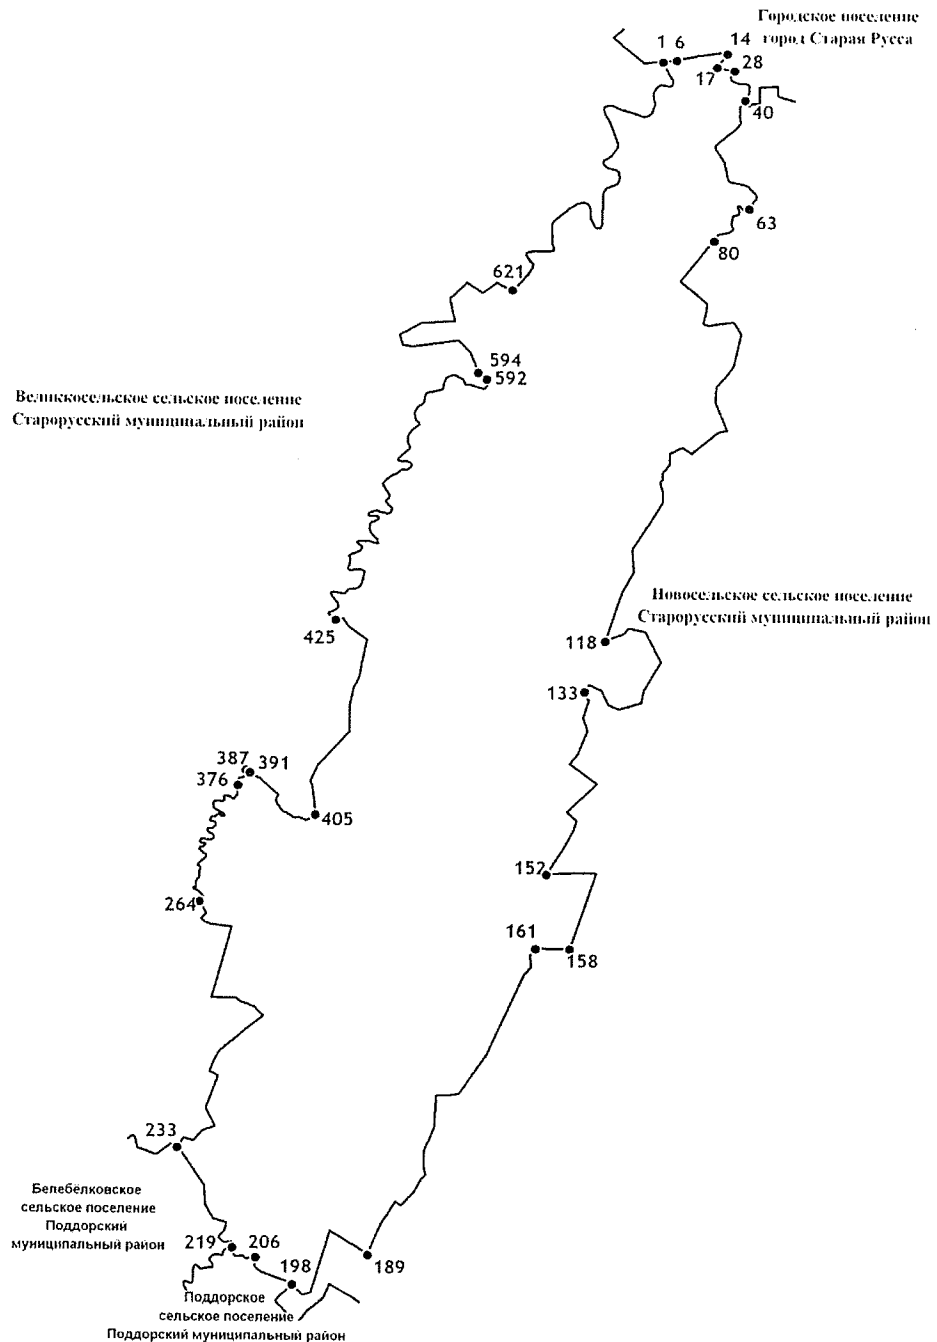 Городское поселение
город Старая Русса
1 6
14
17
28
40
63
80
621
594
592
Великосельское сельское поселение
Старорусский муниципальный район
425
Новосельское сельское поселение
Старорусский муниципальный район
118
133
387 391
376
405
152
264
161
158
233
Белебёлковское
сельское поселение
Поддорский
муниципальный район
219 206
198
189
Поддорское
сельское поселение
Поддорский муниципальный район